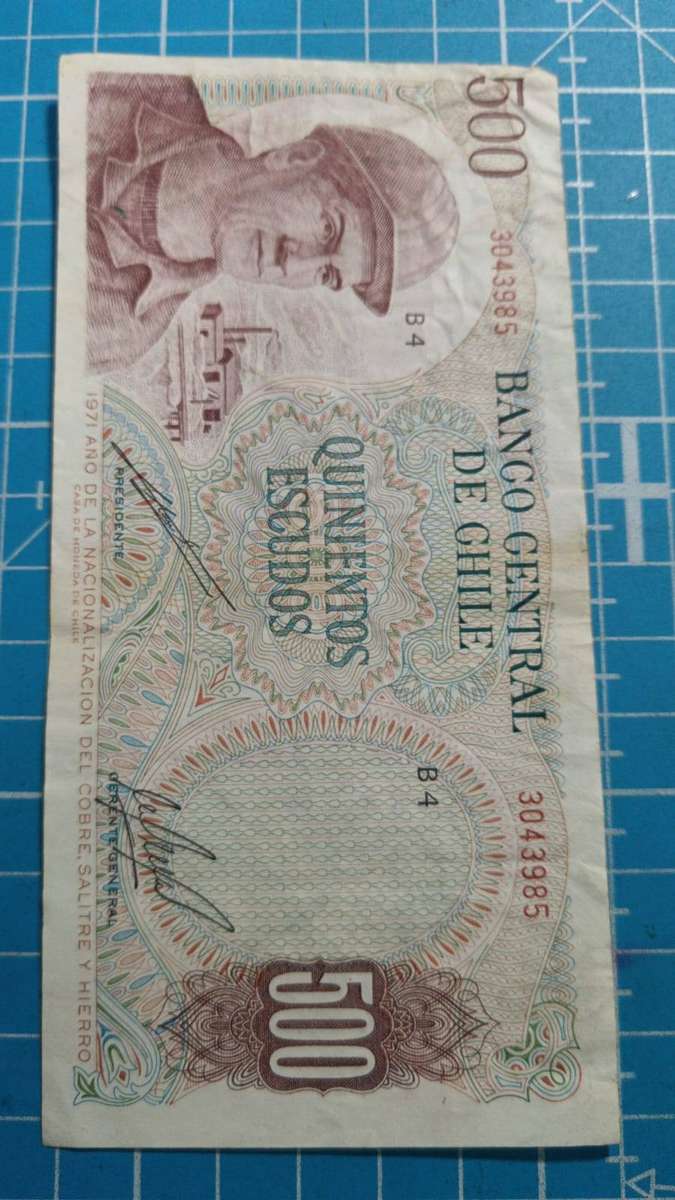 500
3043985
B 4
BANCO CENTRAL
DE CHILE
3043985
B 4
QUINIENTOS
ESCUDOS
PRESIDENTE
GERENTE GENERAL
500
1971 AÑO DE LA NACIONALIZACION DEL COBRE, SALITRE Y HIERRO
CASA DE MONEDA DE CHILE